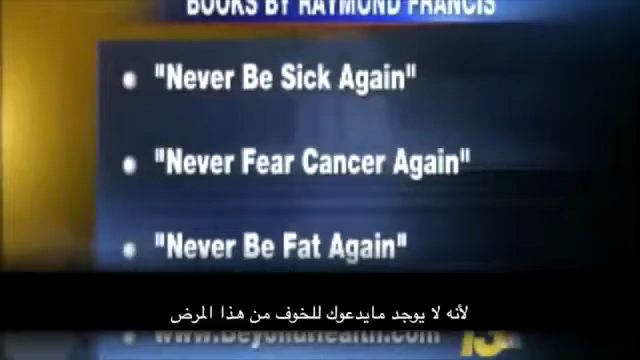 BOOKS BY RAYMOND FRANCIS
• "Never Be Sick Again"
• "Never Fear Cancer Again"
• "Never Be Fat Again"
لأنه لا يوجد مايدعوك للخوف من هذا المرض
• www.BeyondHealth.com
13